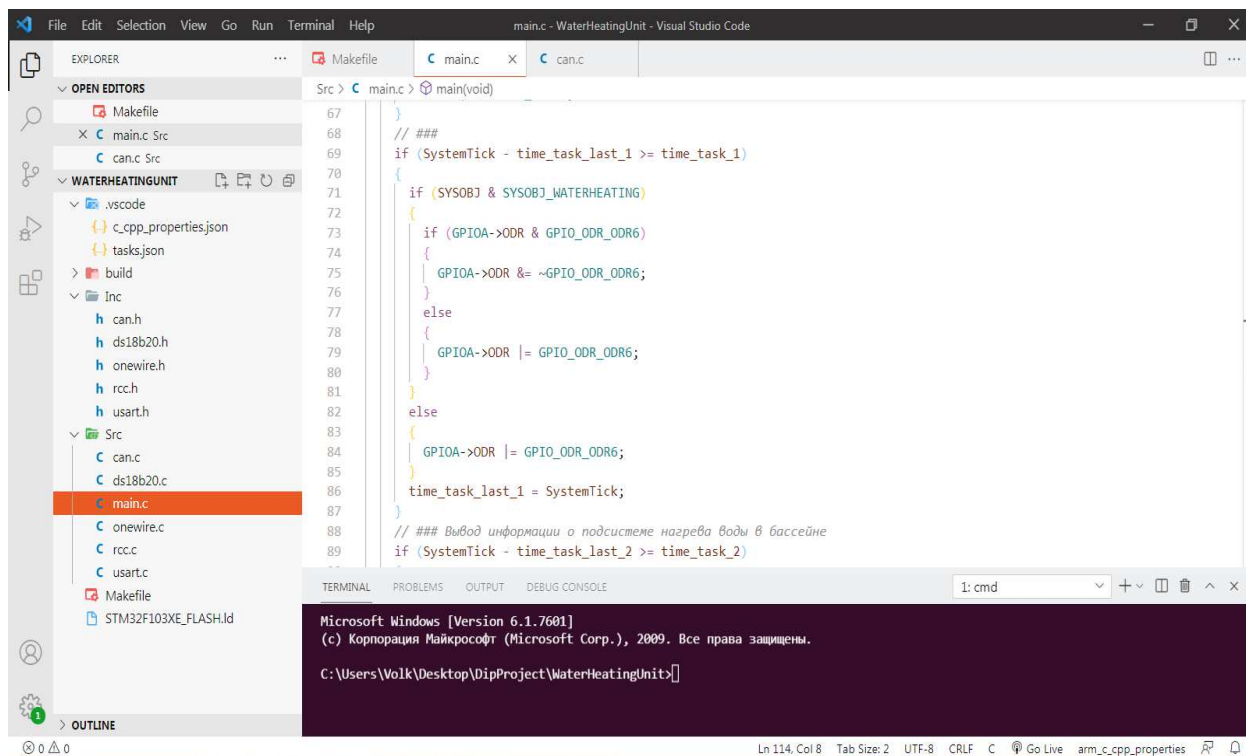 File Edit Selection View Go Run Terminal Help main.c - WaterHeatingUnit - Visual Studio Code
EXPLORER
OPEN EDITORS
Makefile
main.c Src
can.c Src
WATERHEATINGUNIT
.vscode
c_cpp_properties.json
tasks.json
build
Inc
can.h
ds18b20.h
onewire.h
rcc.h
usart.h
Src
can.c
ds18b20.c
main.c
onewire.c
rcc.c
usart.c
Makefile
STM32F103XE_FLASH.ld
OUTLINE
Makefile main.c can.c
Src > main.c > main(void)
67 }
68 // ###
69 if (SystemTick - time_task_last_1 >= time_task_1)
70 {
71 if (SYSOBJ & SYSOBJ_WATERHEATING)
72 {
73 if (GPIOA->ODR & GPIO_ODR_ODR6)
74 {
75 GPIOA->ODR &= ~GPIO_ODR_ODR6;
76 }
77 else
78 {
79 GPIOA->ODR |= GPIO_ODR_ODR6;
80 }
81 }
82 else
83 {
84 GPIOA->ODR |= GPIO_ODR_ODR6;
85 }
86 time_task_last_1 = SystemTick;
87 }
88 // ### Вывод информации о подсистеме нагрева воды в бассейне
89 if (SystemTick - time_task_last_2 >= time_task_2)
TERMINAL PROBLEMS OUTPUT DEBUG CONSOLE 1: cmd
Microsoft Windows [Version 6.1.7601]
(c) Корпорация Майкрософт (Microsoft Corp.), 2009. Все права защищены.
C:\Users\Volk\Desktop\DipProject\WaterHeatingUnit>
1
0 0 Ln 114, Col 8 Tab Size: 2 UTF-8 CRLF C Go Live arm_c_cpp_properties